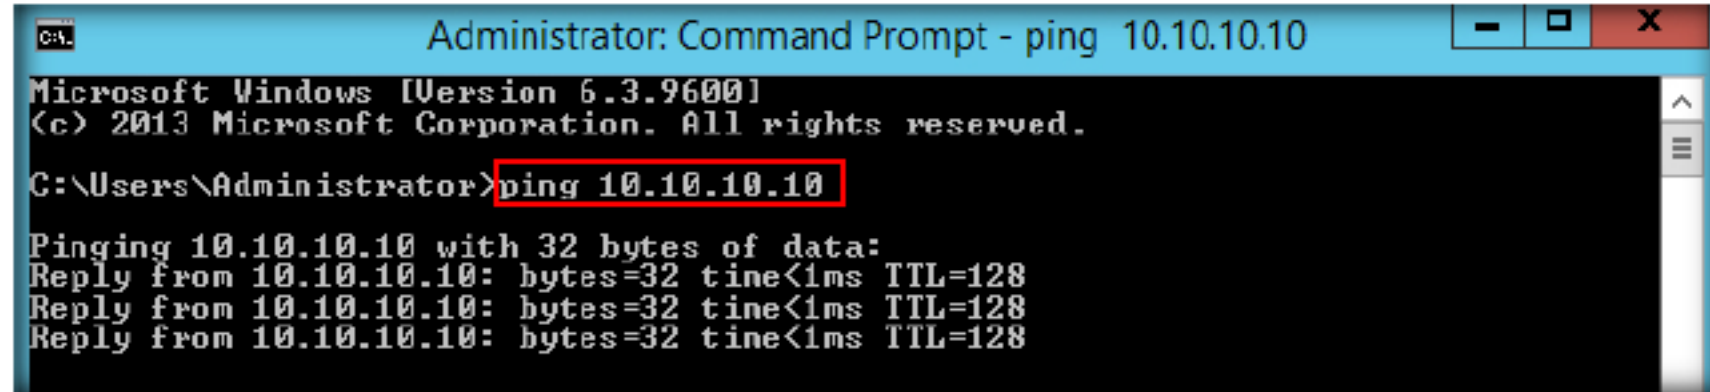 Administrator: Command Prompt - ping 10.10.10.10
Microsoft Windows [Version 6.3.9600]
(c) 2013 Microsoft Corporation. All rights reserved.
C:\Users\Administrator>ping 10.10.10.10
Pinging 10.10.10.10 with 32 bytes of data:
Reply from 10.10.10.10: bytes=32 time<1ms TTL=128
Reply from 10.10.10.10: bytes=32 time<1ms TTL=128
Reply from 10.10.10.10: bytes=32 time<1ms TTL=128